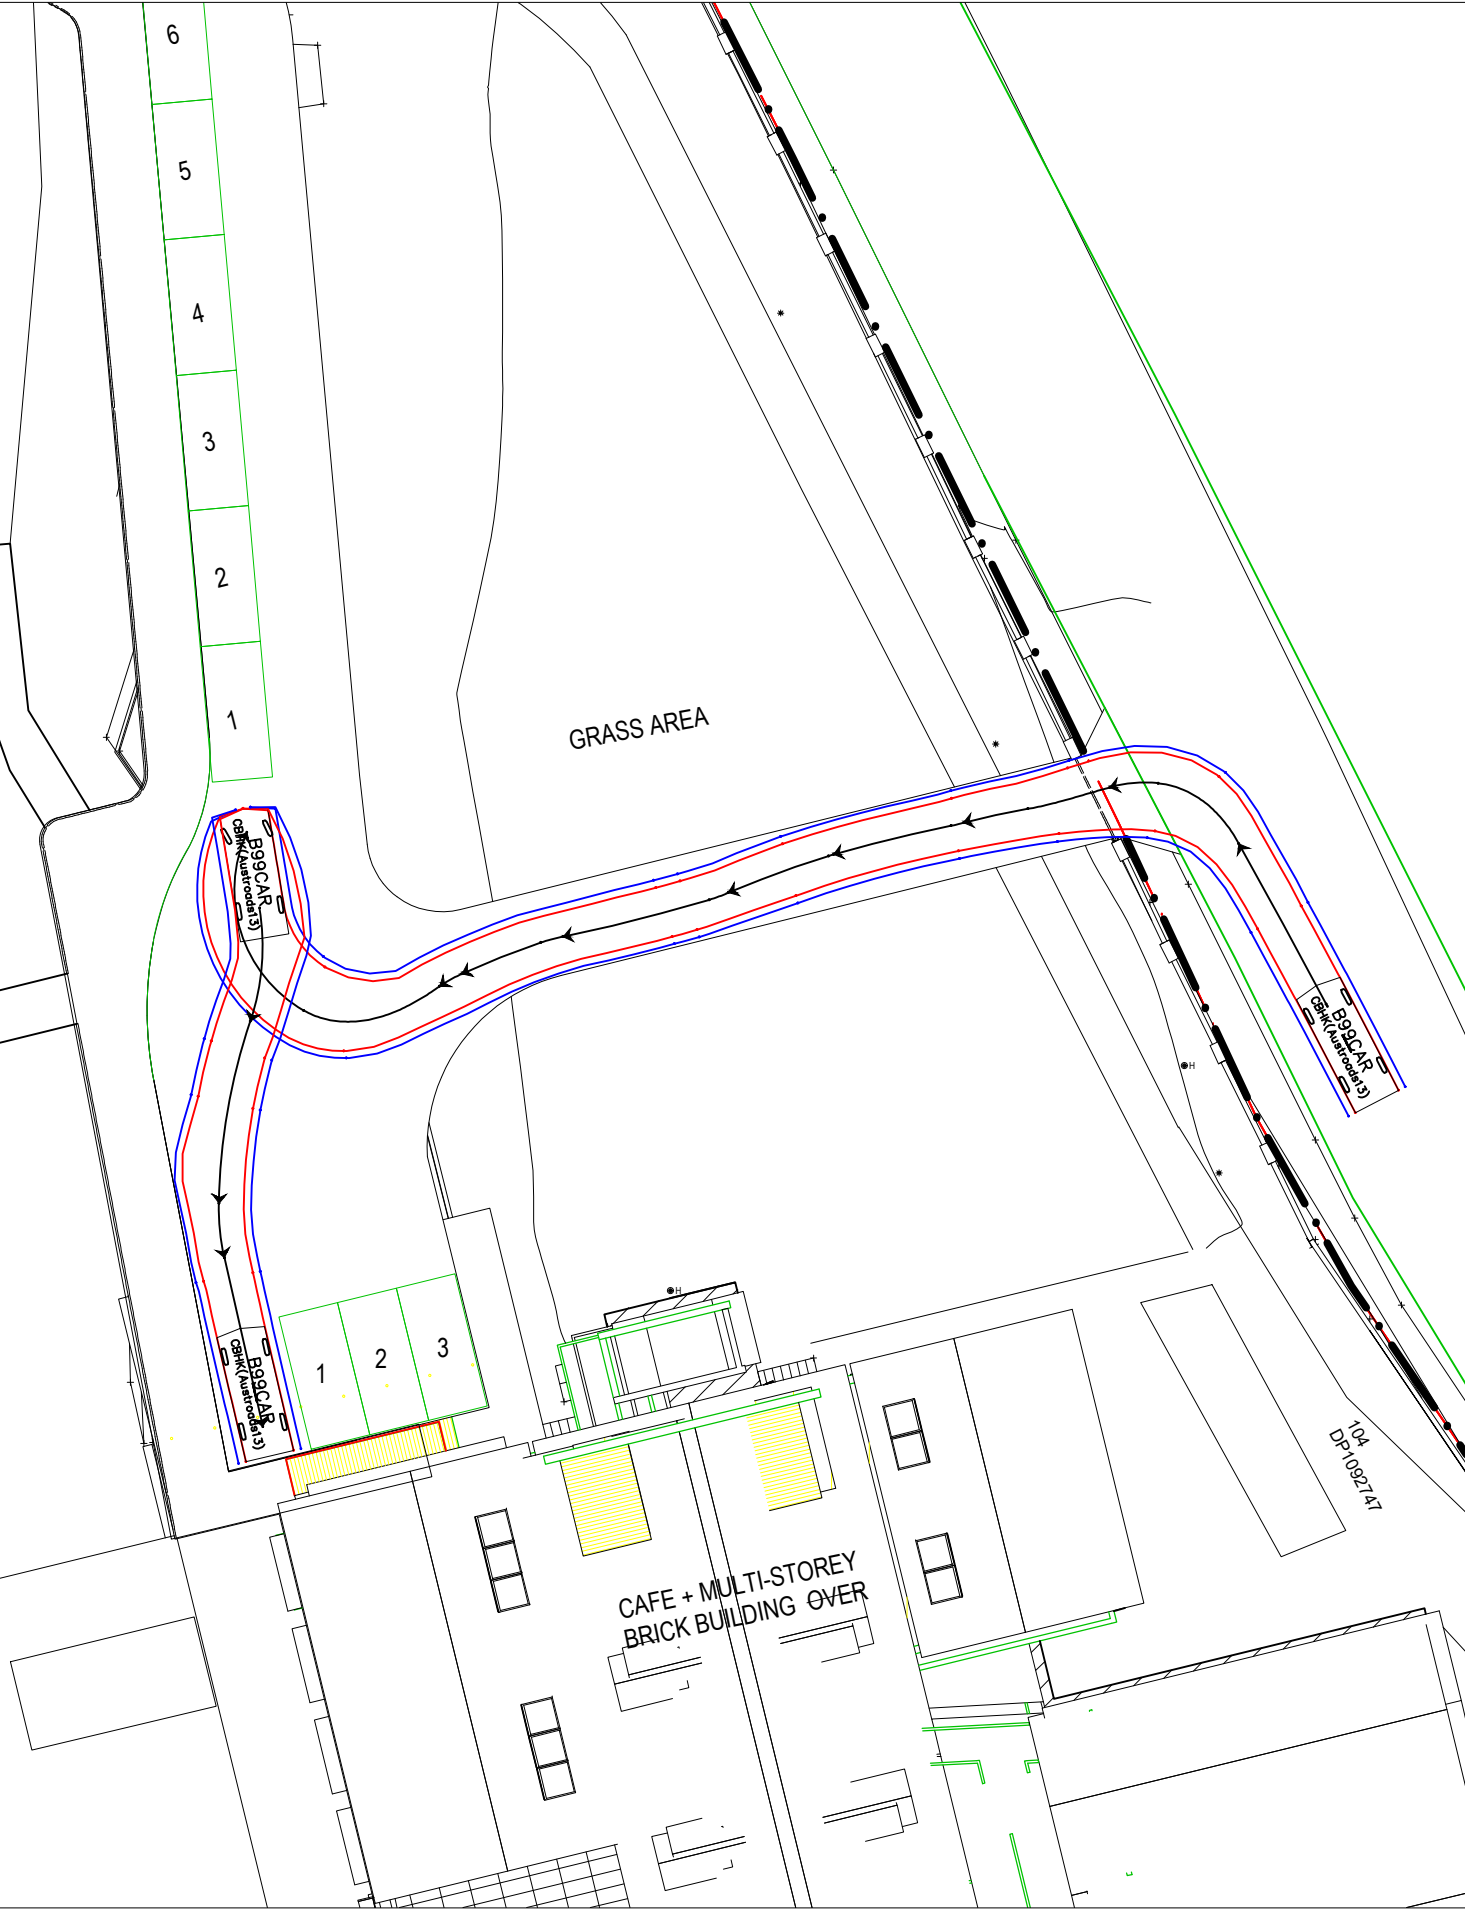 6
5
4
3
2
1
GRASS AREA
B99CAR
CBHK(Austroads13)
B99CAR
CBHK(Austroads13)
H
H
1
2
3
B99CAR
CBHK(Austroads13)
104
DP1092747
CAFE + MULTI-STOREY
BRICK BUILDING OVER